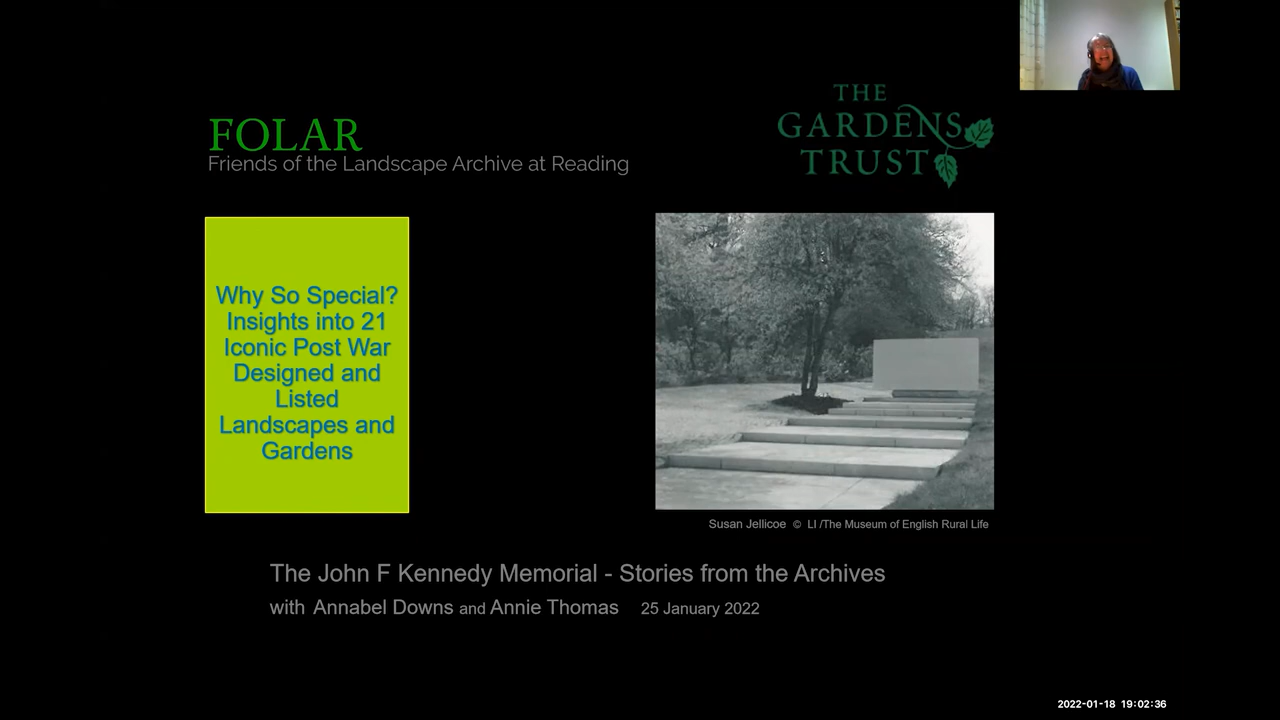 FOLAR
Friends of the Landscape Archive at Reading
THE
GARDENS
TRUST
Why So Special?
Insights into 21
Iconic Post War
Designed and
Listed
Landscapes and
Gardens
Susan Jellicoe © LI /The Museum of English Rural Life
The John F Kennedy Memorial - Stories from the Archives
with Annabel Downs and Annie Thomas 25 January 2022
2022-01-18 19:02:36